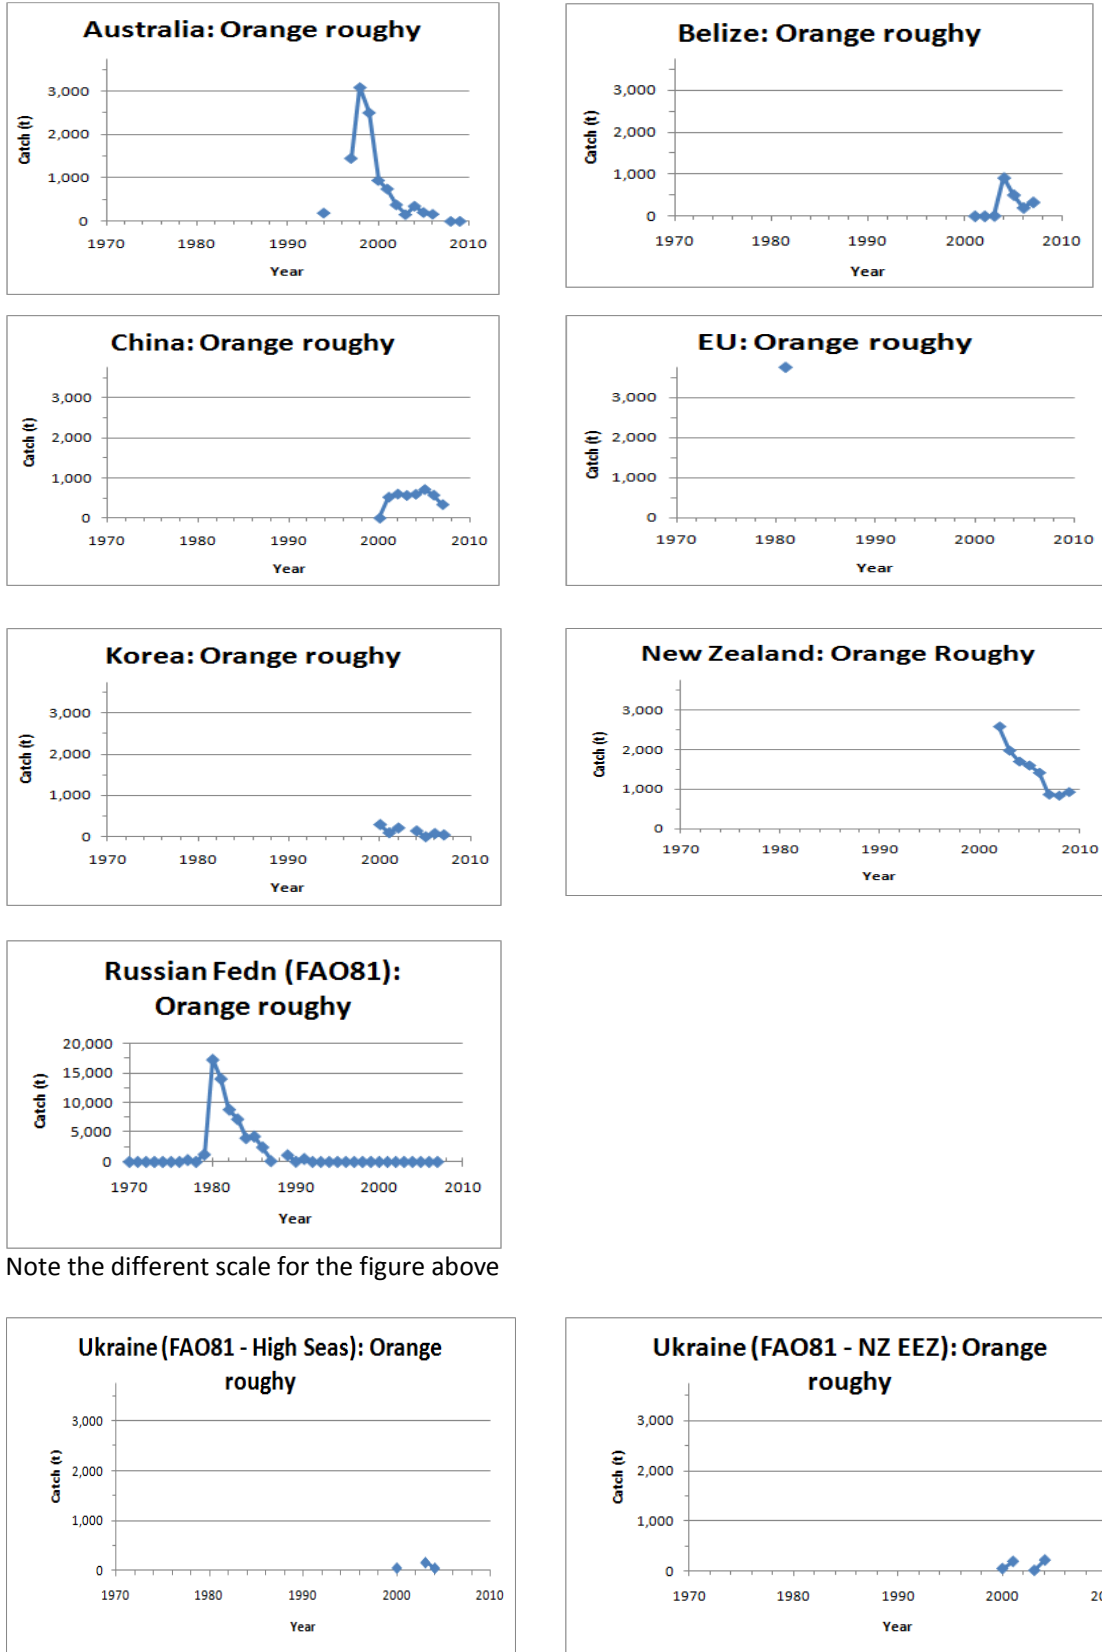 Australia: Orange roughy
Catch (t)
3,000
2,000
1,000
0
1970 1980 1990 2000 2010
Year
Belize: Orange roughy
Catch (t)
3,000
2,000
1,000
0
1970 1980 1990 2000 2010
Year
China: Orange roughy
Catch (t)
3,000
2,000
1,000
0
1970 1980 1990 2000 2010
Year
EU: Orange roughy
Catch (t)
3,000
2,000
1,000
0
1970 1980 1990 2000 2010
Year
Korea: Orange roughy
Catch (t)
3,000
2,000
1,000
0
1970 1980 1990 2000 2010
Year
New Zealand: Orange Roughy
Catch (t)
3,000
2,000
1,000
0
1970 1980 1990 2000 2010
Year
Russian Fedn (FAO81):
Orange roughy
Catch (t)
20,000
15,000
10,000
5,000
0
1970 1980 1990 2000 2010
Year
Note the different scale for the figure above
Ukraine (FAO81 - High Seas): Orange
roughy
Catch (t)
3,000
2,000
1,000
0
1970 1980 1990 2000 2010
Year
Ukraine (FAO81 - NZ EEZ): Orange
roughy
Catch (t)
3,000
2,000
1,000
0
1970 1980 1990 2000
Year